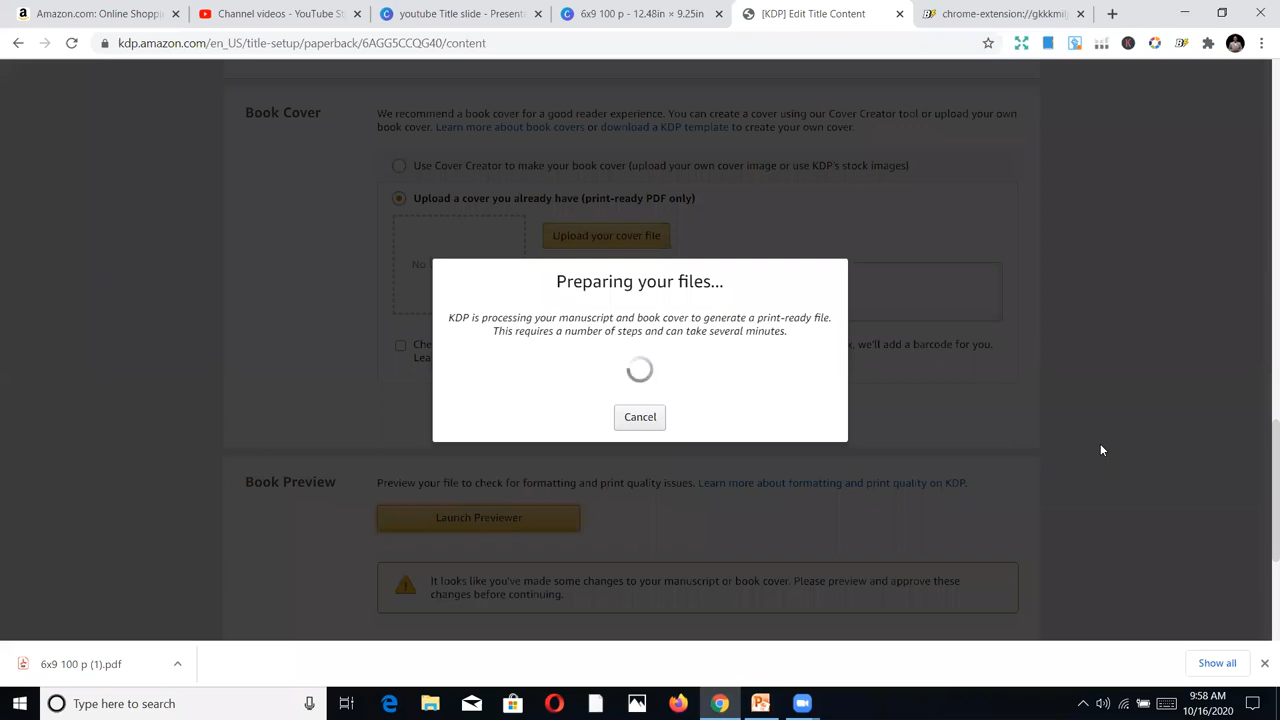 Amazon.com: Online Shoppi
Channel videos - YouTube St
youtube Title slide - Presenta
6x9 100 p - 12.48in × 9.25in
[KDP] Edit Title Content
chrome-extension://gkkkmilj
kdp.amazon.com/en_US/title-setup/paperback/6AGG5CCQG40/content
Book Cover
We recommend a book cover for a good reader experience. You can create a cover using our Cover Creator tool or upload your own
book cover. Learn more about book covers or download a KDP template to create your own cover.
Use Cover Creator to make your book cover (upload your own cover image or use KDP's stock images)
Upload a cover you already have (print-ready PDF only)
Upload your cover file
Preparing your files...
KDP is processing your manuscript and book cover to generate a print-ready file.
This requires a number of steps and can take several minutes.
Che
x, we'll add a barcode for you.
Lea
Cancel
Book Preview
Preview your file to check for formatting and print quality issues. Learn more about formatting and print quality on KDP.
Launch Previewer
It looks like you've made some changes to your manuscript or book cover. Please preview and approve these
changes before continuing.
6x9 100 p (1).pdf
Show all
Type here to search
9:58 AM
10/16/2020